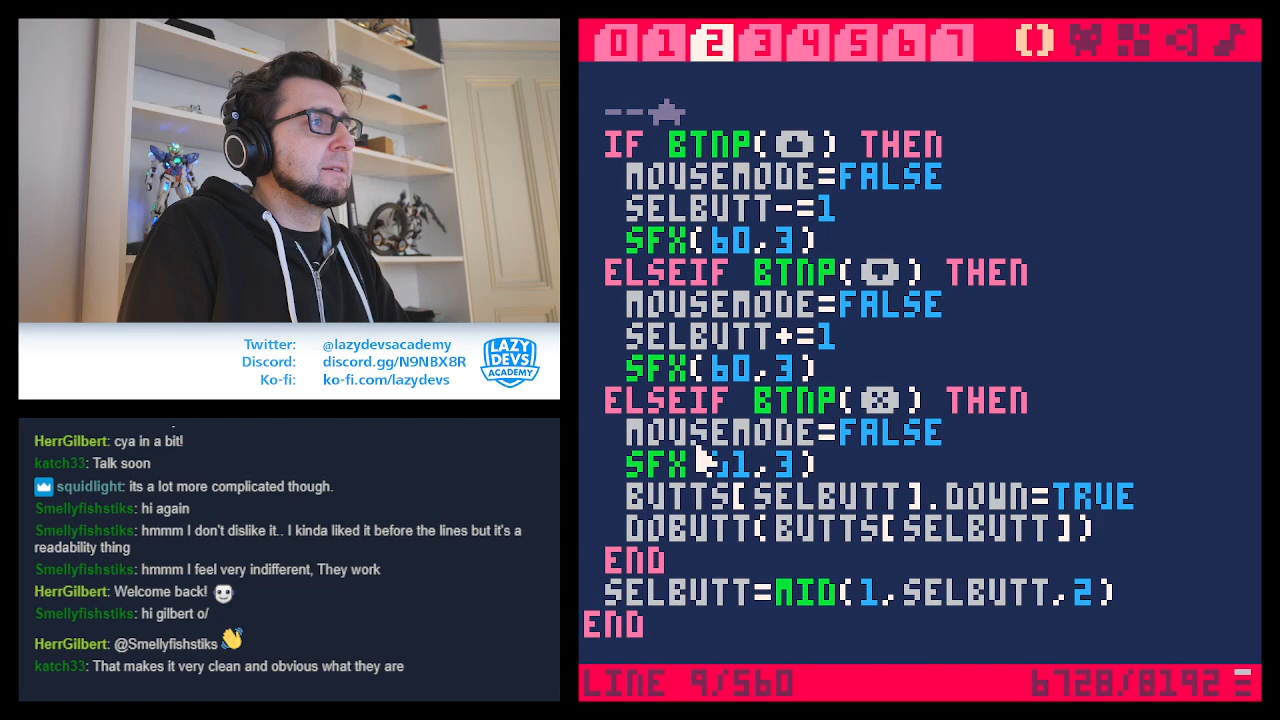 Twitter: @lazydevsacademy
Discord: discord.gg/N9NBX8R
Ko-fi: ko-fi.com/lazydevs
LAZY
DEVS
ACADEMY
HerrGilbert: cya in a bit!
katch33: Talk soon
squidlight: its a lot more complicated though.
Smellyfishstiks: hi again
Smellyfishstiks: hmmm I don't dislike it.. I kinda liked it before the lines but it's a
readability thing
Smellyfishstiks: hmmm I feel very indifferent, They work
HerrGilbert: Welcome back!
Smellyfishstiks: hi gilbert o/
HerrGilbert: @Smellyfishstiks
katch33: That makes it very clean and obvious what they are
0 1 2 3 4 5 6 7 ()
--
IF BTNP(⬆️) THEN
MOUSEMODE=FALSE
SELBUTT-=1
SFX(60,3)
ELSEIF BTNP(⬇️) THEN
MOUSEMODE=FALSE
SELBUTT+=1
SFX(60,3)
ELSEIF BTNP(❎) THEN
MOUSEMODE=FALSE
SFX 1,3)
BUTTS[SELBUTT].DOWN=TRUE
DOBUTT(BUTTS[SELBUTT])
END
SELBUTT=MID(1,SELBUTT,2)
END
LINE 9/560 6728/8192